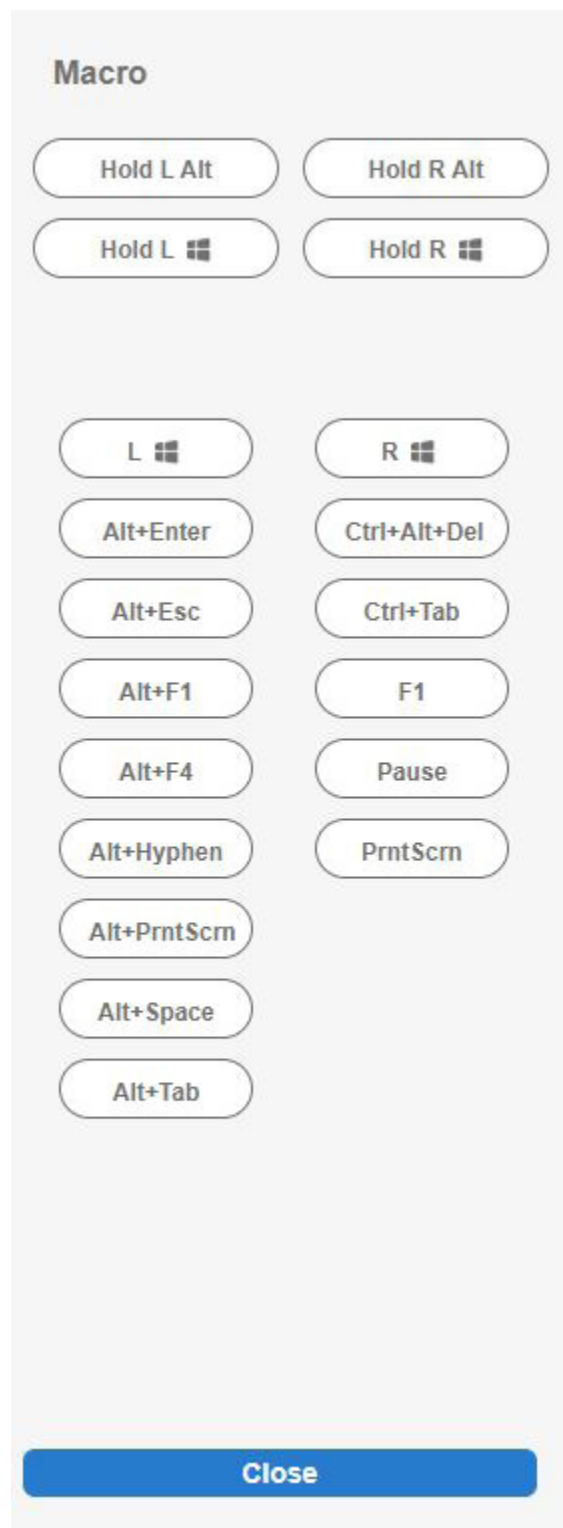 Macro
Hold L Alt
Hold R Alt
Hold L
Hold R
L
R
Alt+Enter
Ctrl+Alt+Del
Alt+Esc
Ctrl+Tab
Alt+F1
F1
Alt+F4
Pause
Alt+Hyphen
PrntScrn
Alt+PrntScrn
Alt+Space
Alt+Tab
Close